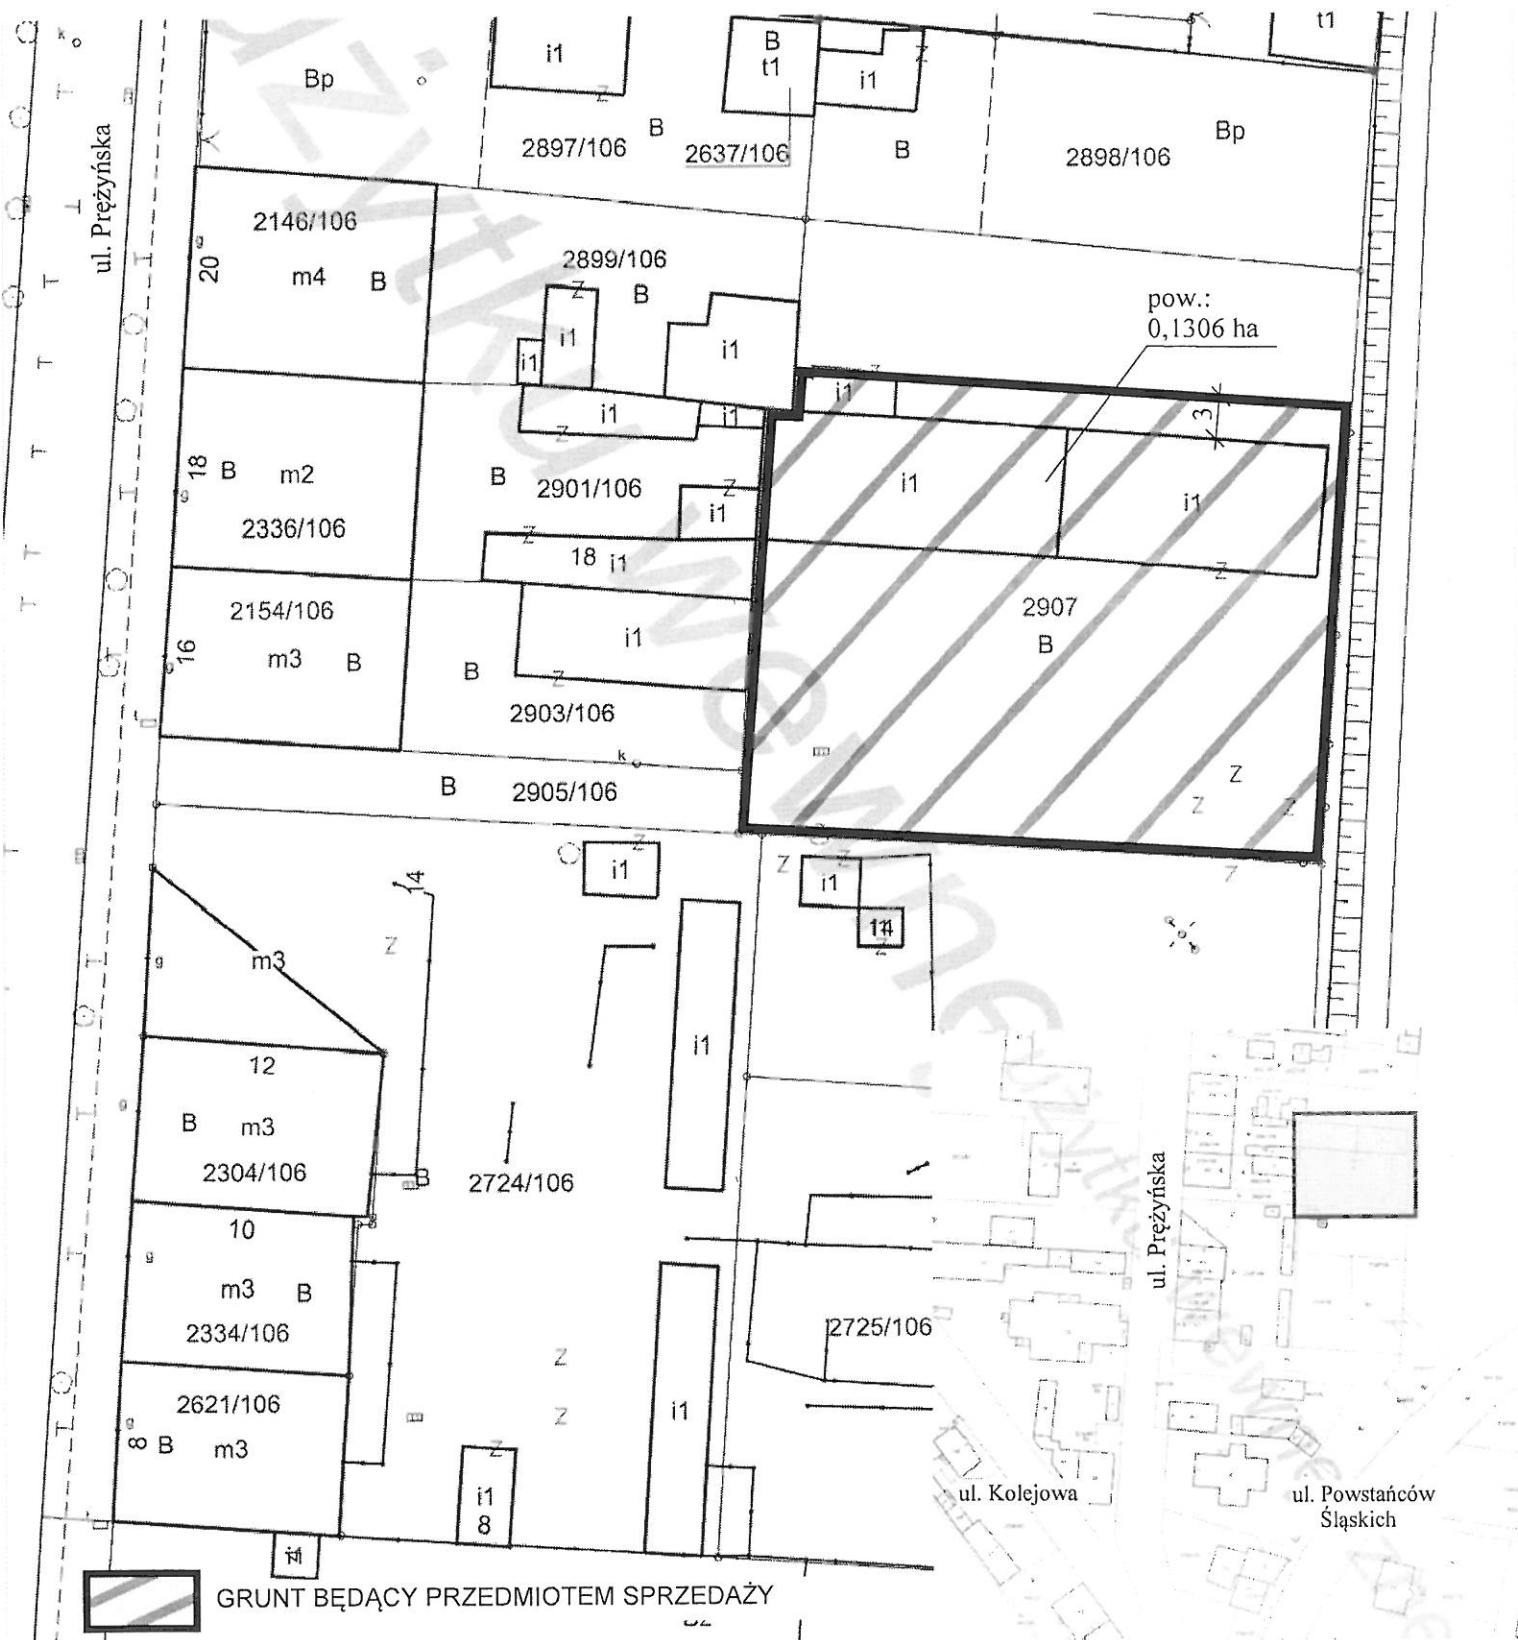 i1
B
t1
i1
Z
t1
Bp
Z
B
2897/106
2637/106
B
2898/106
Bp
ul. Prężyńska
k
2146/106
g
20
m4
B
2899/106
Z
B
i1
i1
i1
pow.:
0,1306 ha
Z
i1
3
i1
Z
i1
18
B
m2
g
2336/106
B
2901/106
Z
i1
i1
i1
Z
18
i1
Z
2154/106
16
g
m3
B
i1
2907
B
B
Z
2903/106
k
B
2905/106
Z
Z
Z
Z
i1
Z
Z
i1
Z
14
14
Z
Z
g
m3
i1
12
g
B
m3
2304/106
B
2724/106
10
g
m3
B
2334/106
2725/106
Z
2621/106
g
8
B
m3
Z
i1
Z
i1
8
ul. Prężyńska
ul. Kolejowa
ul. Powstańców
Śląskich
użytku wewnę
GRUNT BĘDĄCY PRZEDMIOTEM SPRZEDAŻY